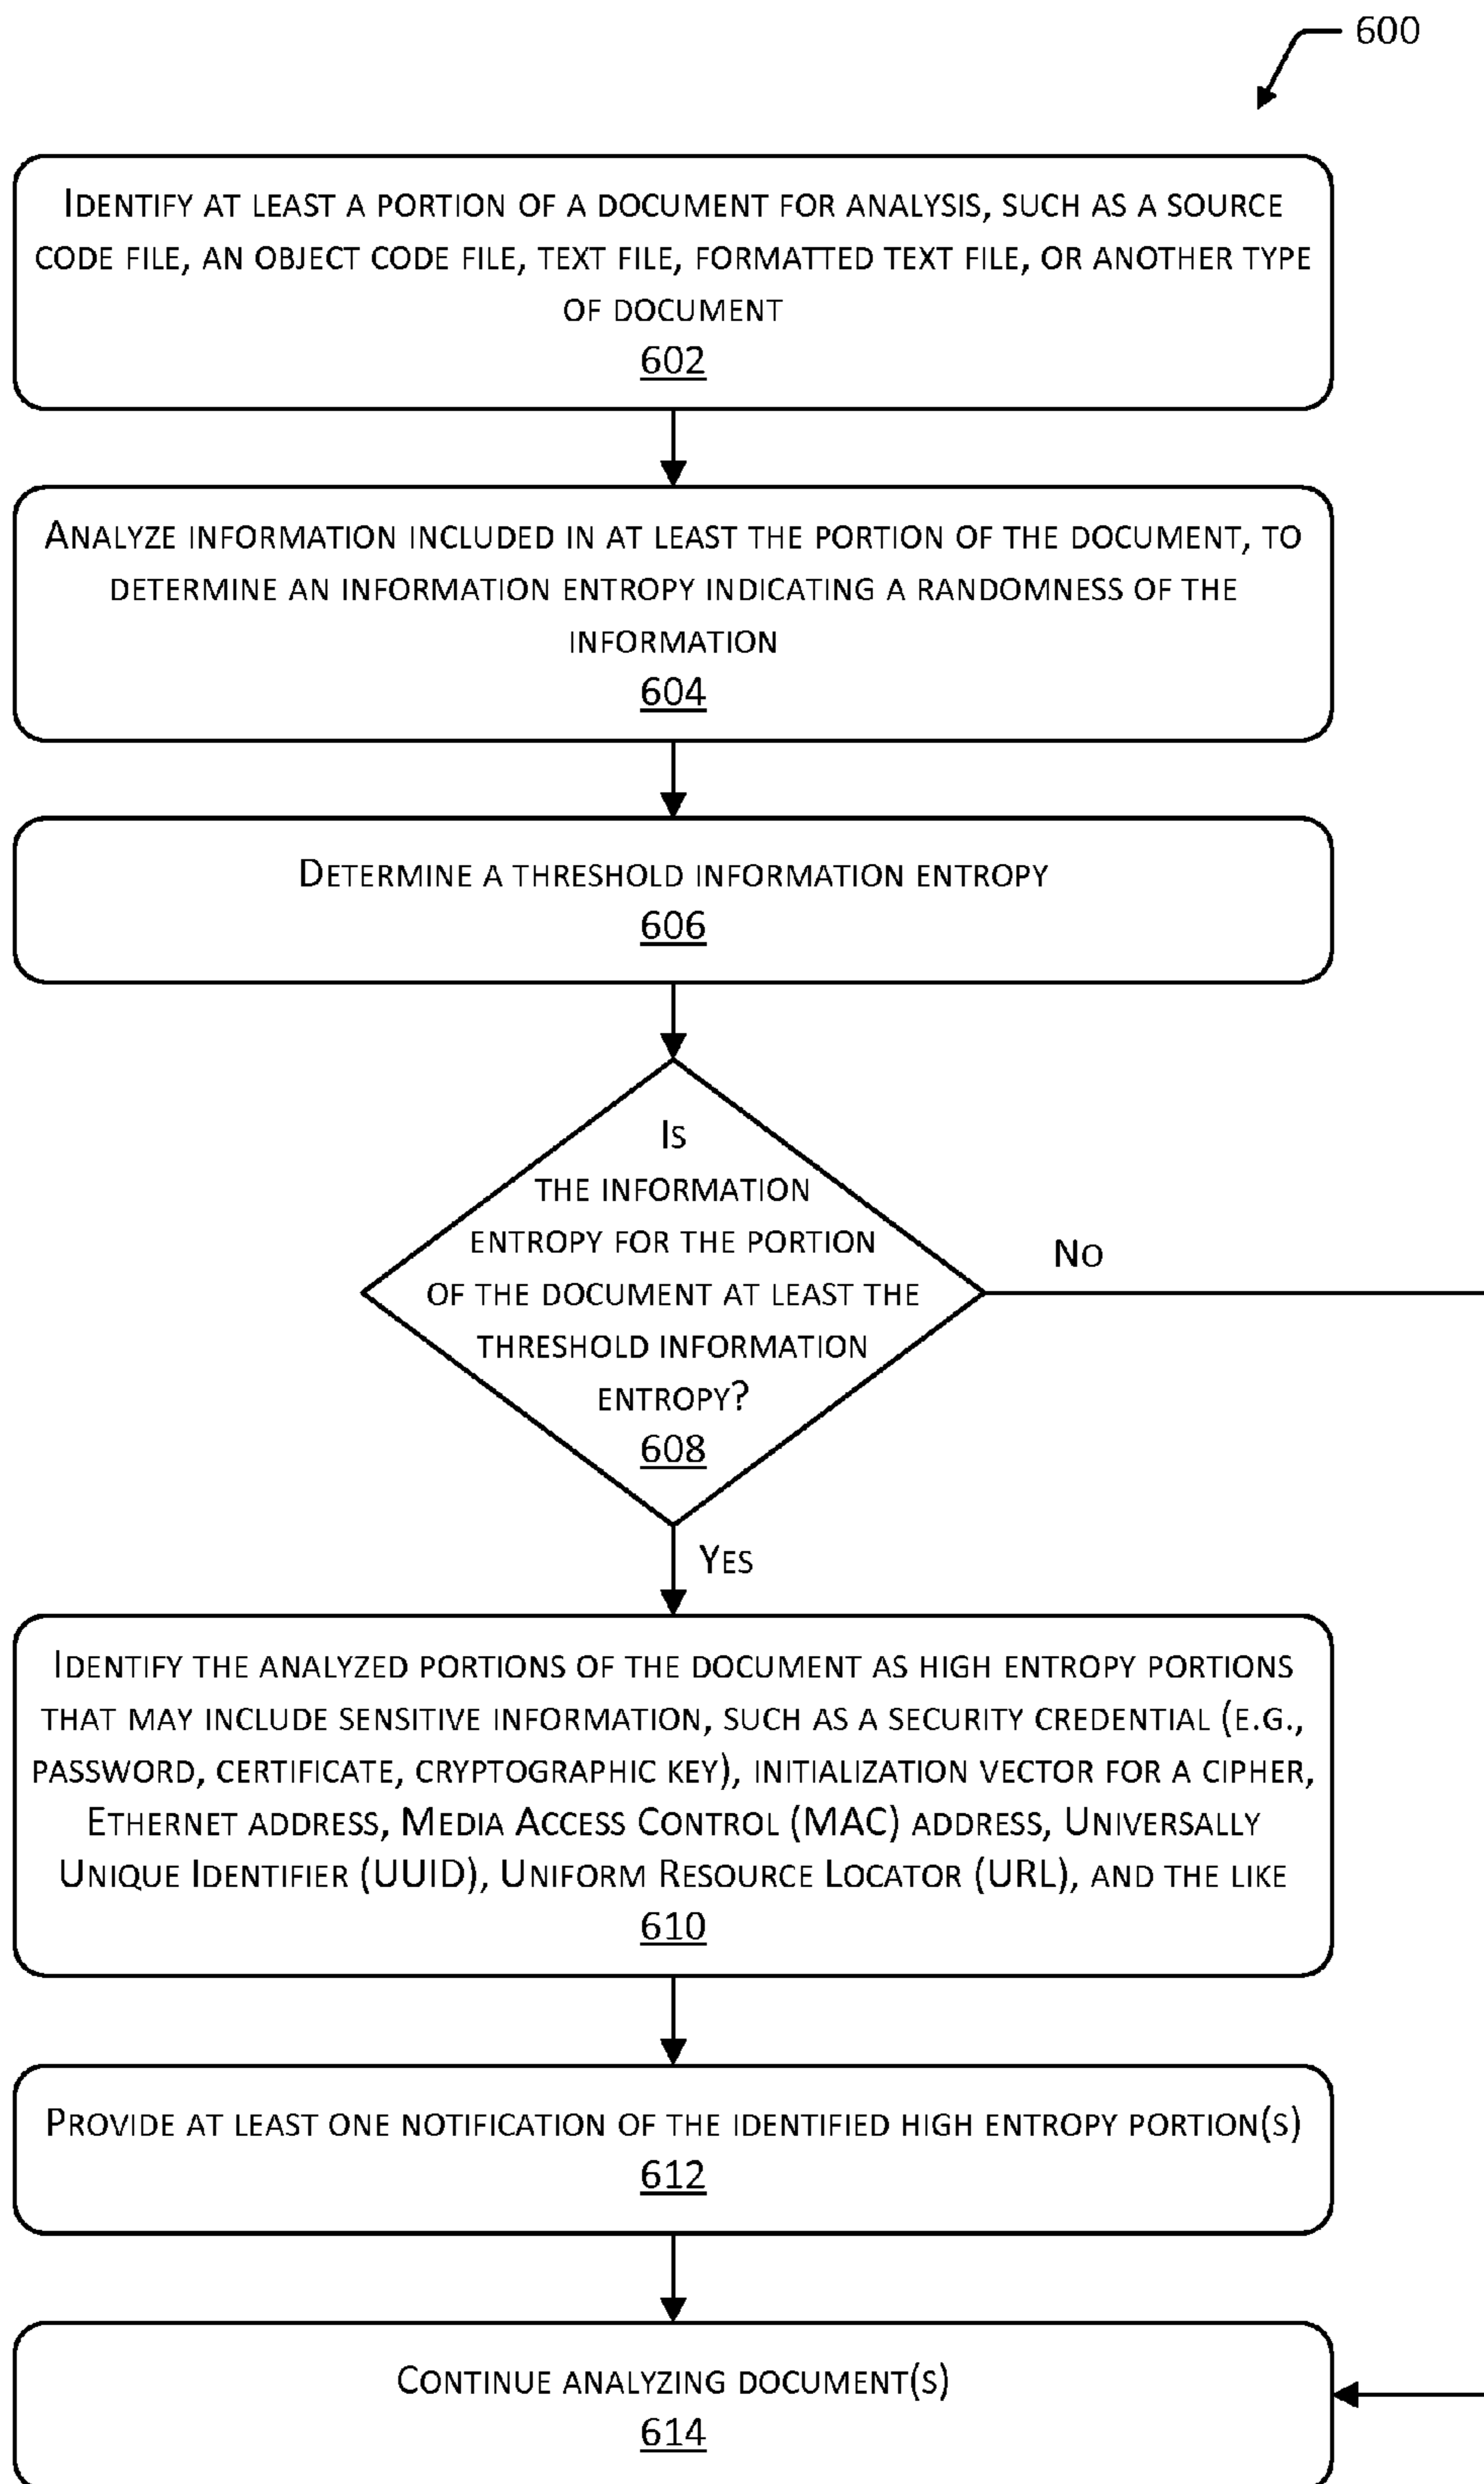 600
Identify at least a portion of a document for analysis, such as a source
code file, an object code file, text file, formatted text file, or another type
of document
602
Analyze information included in at least the portion of the document, to
determine an information entropy indicating a randomness of the
information
604
Determine a threshold information entropy
606
Is
the information
entropy for the portion
of the document at least the
threshold information
entropy?
608
No
Yes
Identify the analyzed portions of the document as high entropy portions
that may include sensitive information, such as a security credential (e.g.,
password, certificate, cryptographic key), initialization vector for a cipher,
Ethernet address, Media Access Control (MAC) address, Universally
Unique Identifier (UUID), Uniform Resource Locator (URL), and the like
610
Provide at least one notification of the identified high entropy portion(s)
612
Continue analyzing document(s)
614